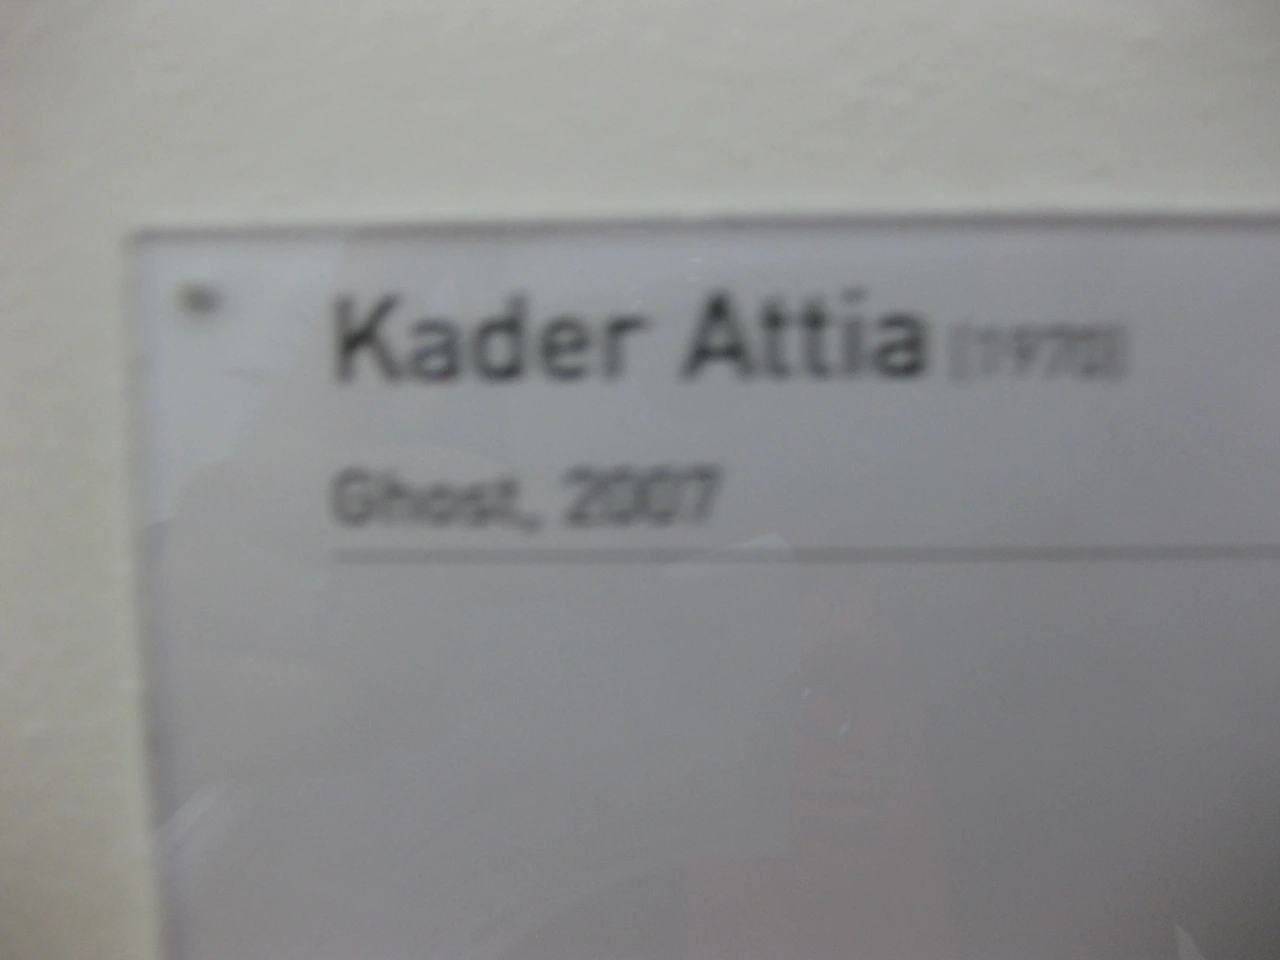 Kader Attia (1970)
Ghost, 2007